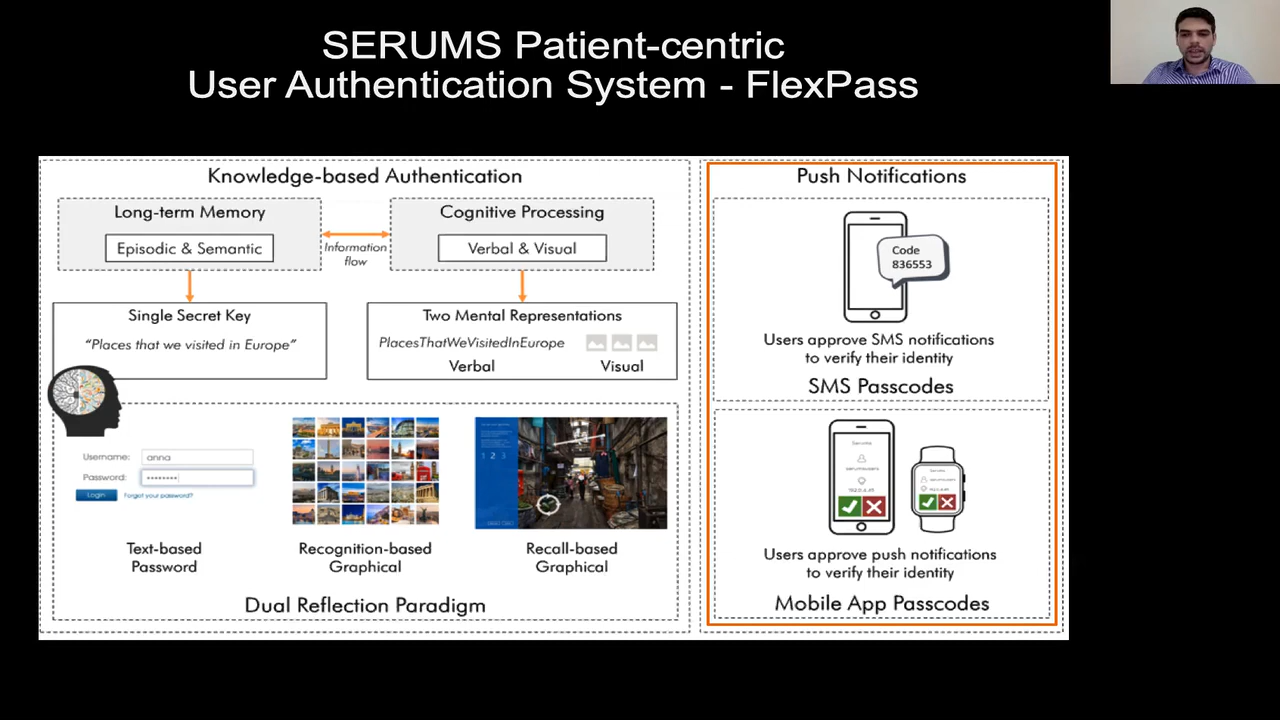 SERUMS Patient-centric
User Authentication System - FlexPass
Knowledge-based Authentication
Long-term Memory
Episodic & Semantic
Information
flow
Cognitive Processing
Verbal & Visual
Single Secret Key
“Places that we visited in Europe”
Two Mental Representations
PlacesThatWeVisitedInEurope
Verbal
Visual
Username: anna
Password: ********
Login Forgot your password?
1 2 3
Text-based
Password
Recognition-based
Graphical
Recall-based
Graphical
Dual Reflection Paradigm
Push Notifications
Code
836553
Users approve SMS notifications
to verify their identity
SMS Passcodes
Serums
Users approve push notifications
to verify their identity
Mobile App Passcodes